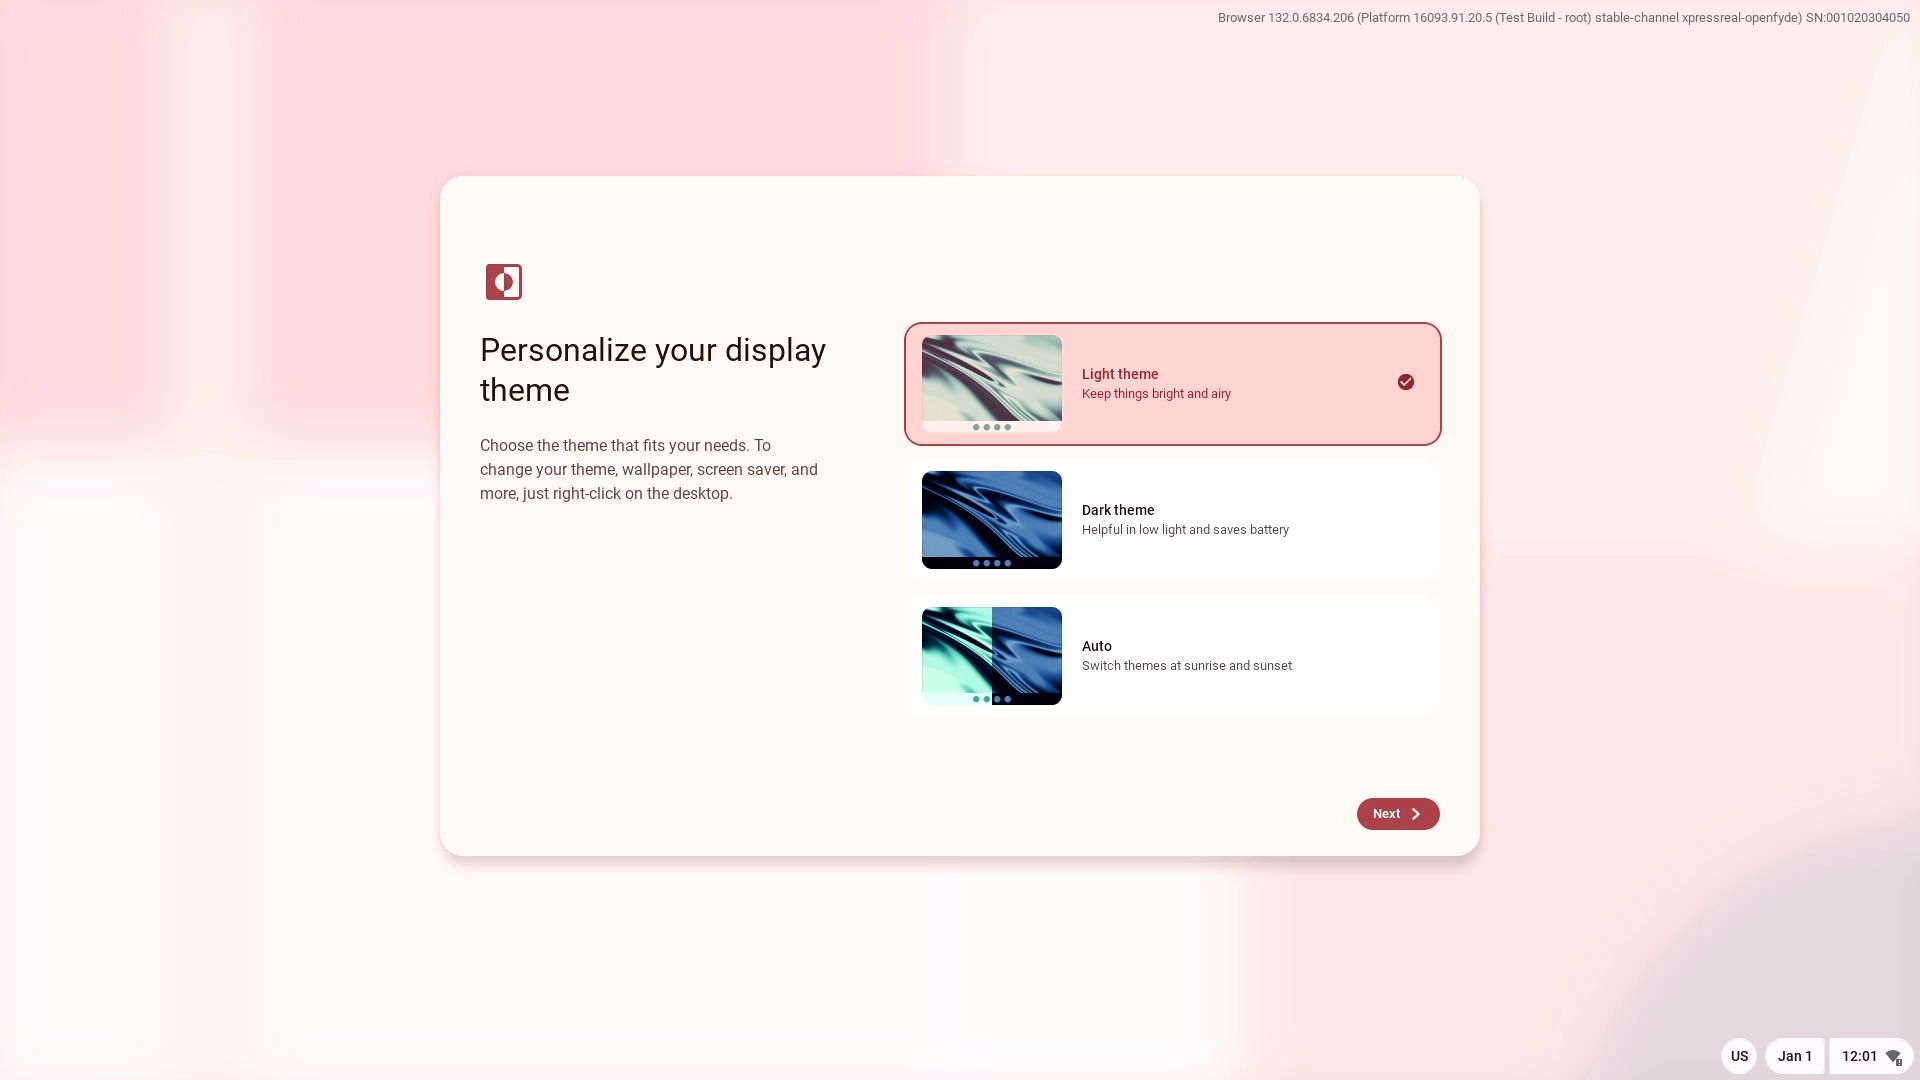 Browser 132.0.6834.206 (Platform 16093.91.20.5 (Test Build - root) stable-channel xpressreal-openfyde) SN:001020304050
Personalize your display
theme
Choose the theme that fits your needs. To
change your theme, wallpaper, screen saver, and
more, just right-click on the desktop.
Light theme
Keep things bright and airy
Dark theme
Helpful in low light and saves battery
Auto
Switch themes at sunrise and sunset
Next
US
Jan 1
12:01